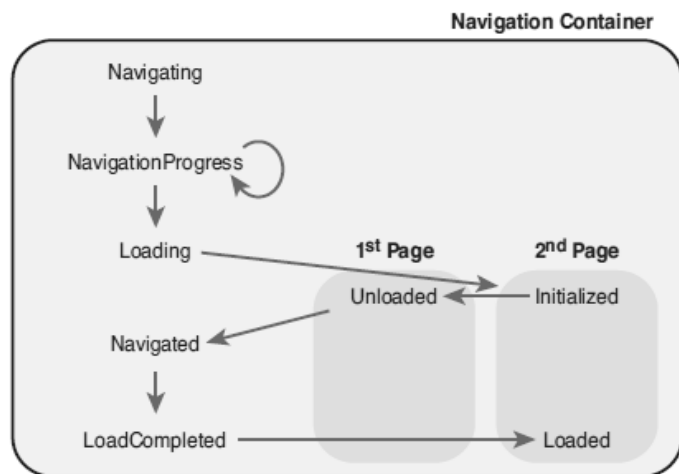 Navigation Container
Navigating
NavigationProgress
Loading
1st Page
2nd Page
Unloaded
Initialized
Navigated
LoadCompleted
Loaded